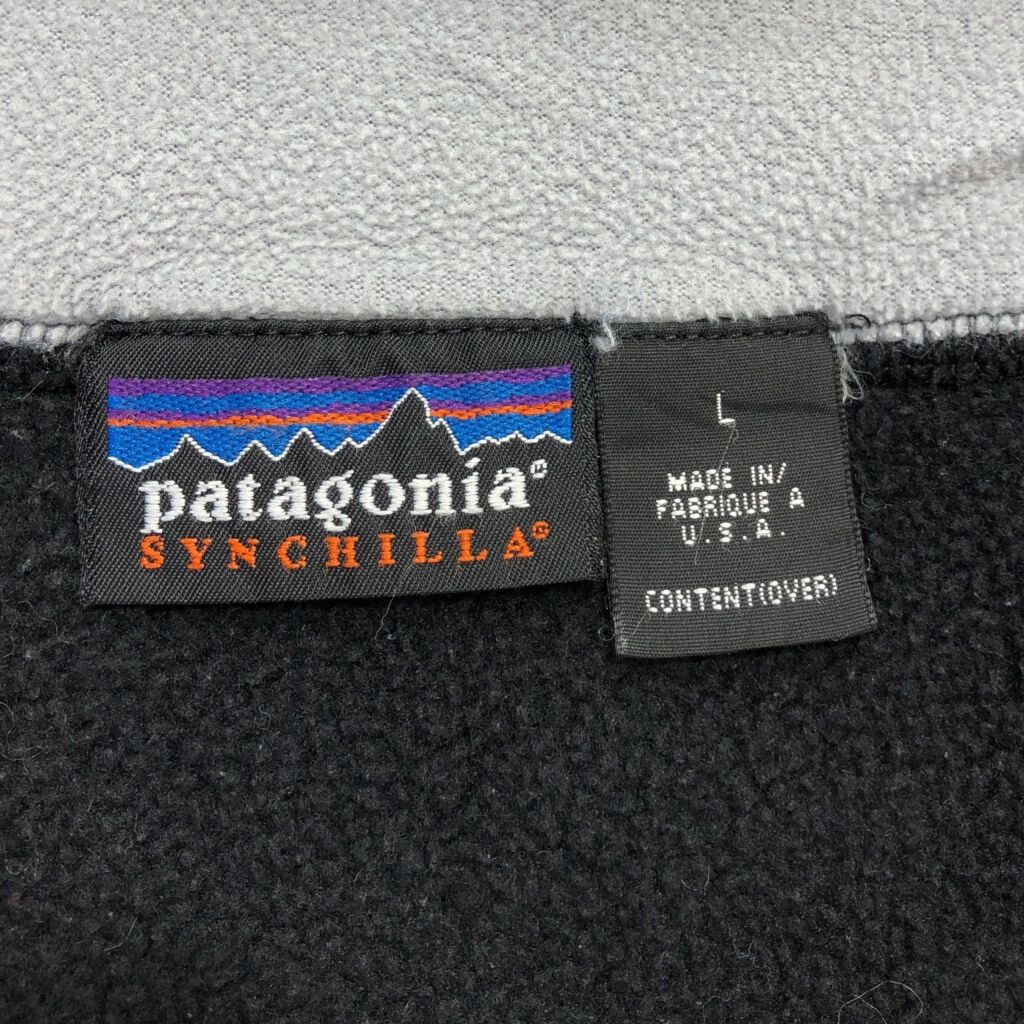 patagonia®
SYNCHILLA®
L
MADE IN/
FABRIQUE A
U.S.A.
CONTENT(OVER)